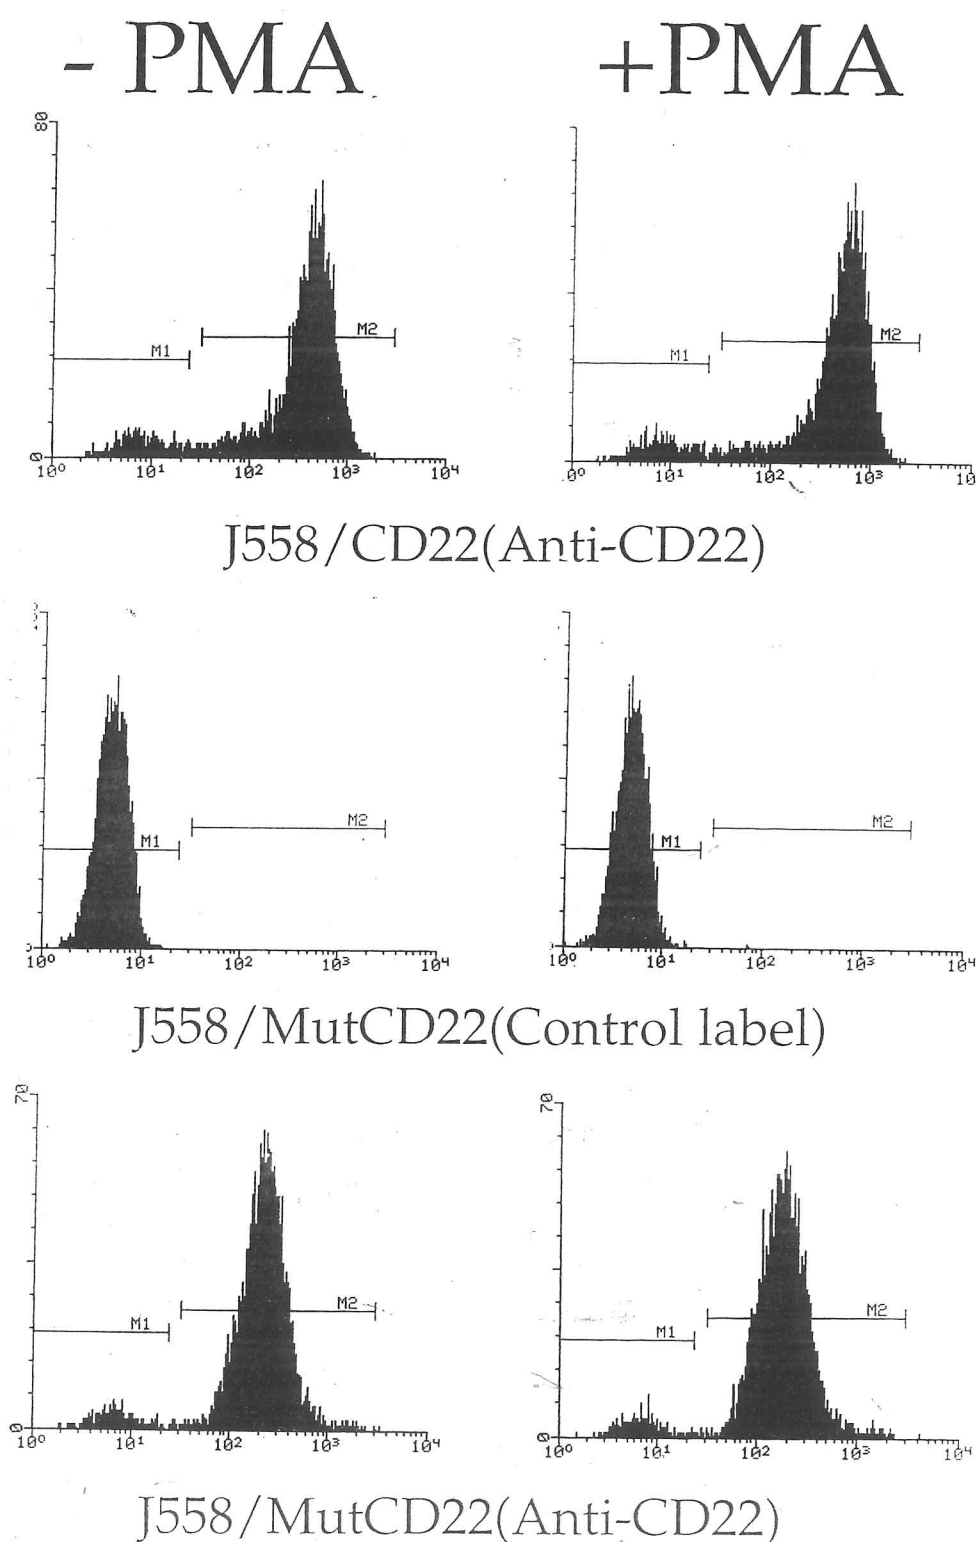 - PMA +PMA
80
M1 M2 M1 M2
0
10⁰ 10¹ 10² 10³ 10⁴ 0⁰ 10¹ 10² 10³ 10
J558/CD22(Anti-CD22)
M1 M2 M1 M2
10⁰ 10¹ 10² 10³ 10⁴ 10⁰ 10¹ 10² 10³ 10⁴
J558/MutCD22(Control label)
70 70
M1 M2 M1 M2
0 0
10⁰ 10¹ 10² 10³ 10⁴ 10⁰ 10¹ 10² 10³ 10⁴
J558/MutCD22(Anti-CD22)